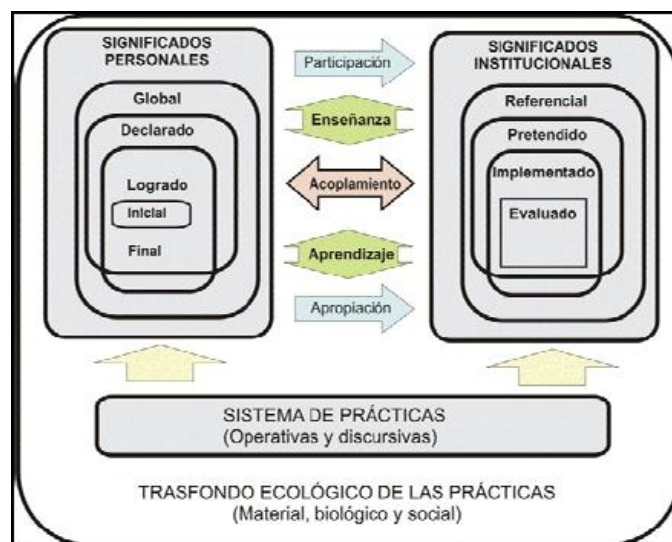 SIGNIFICADOS
PERSONALES
Global
Declarado
Logrado
Inicial
Final
Participación
Enseñanza
Acoplamiento
Aprendizaje
Apropiación
SIGNIFICADOS
INSTITUCIONALES
Referencial
Pretendido
Implementado
Evaluado
SISTEMA DE PRÁCTICAS
(Operativas y discursivas)
TRASFONDO ECOLÓGICO DE LAS PRÁCTICAS
(Material, biológico y social)